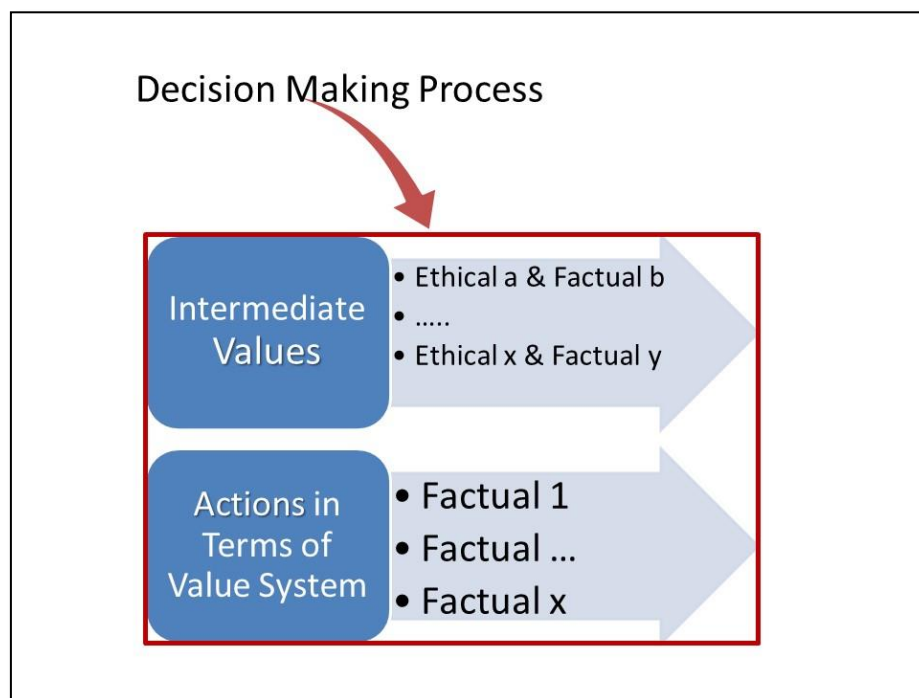 Decision Making Process
Intermediate
Values
• Ethical a & Factual b
• .....
• Ethical x & Factual y
Actions in
Terms of
Value System
• Factual 1
• Factual ...
• Factual x